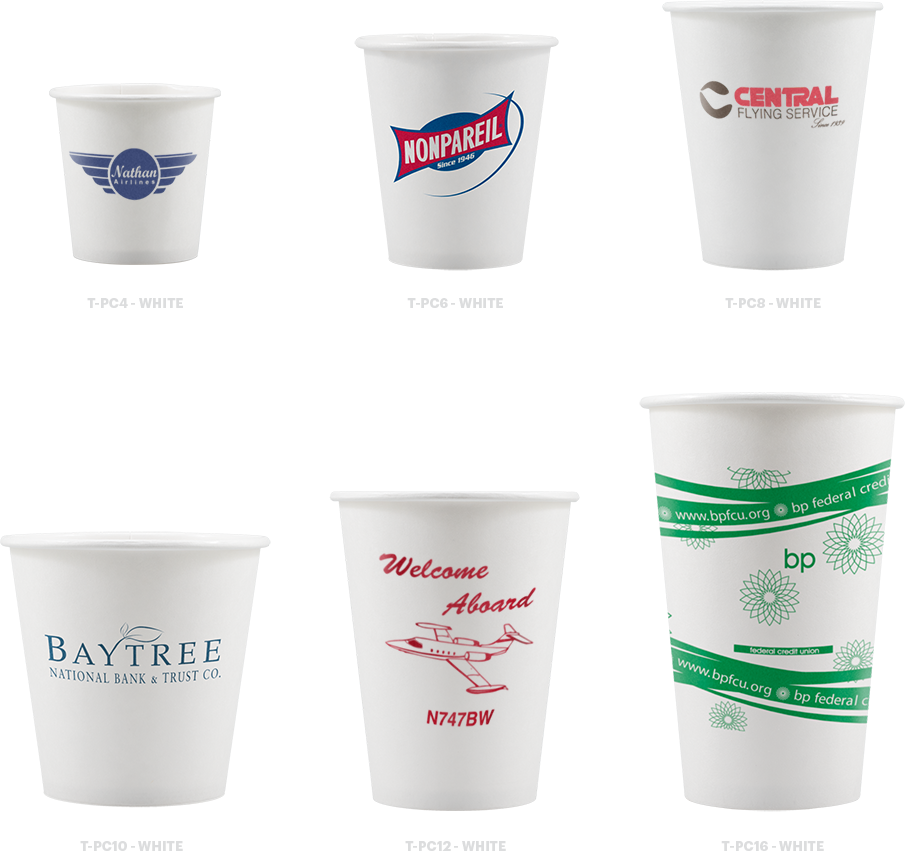 Nathan
Airlines
NONPAREIL
Since 1946
CENTRAL
FLYING SERVICE
Since 1939
T-PC4 - WHITE
T-PC6 - WHITE
T-PC8 - WHITE
BAYTREE
NATIONAL BANK & TRUST CO.
Welcome
Aboard
N747BW
www.bpfcu.org bp federal credi
bp
federal credit union
www.bpfcu.org bp federal c
T-PC10 - WHITE
T-PC12 - WHITE
T-PC16 - WHITE